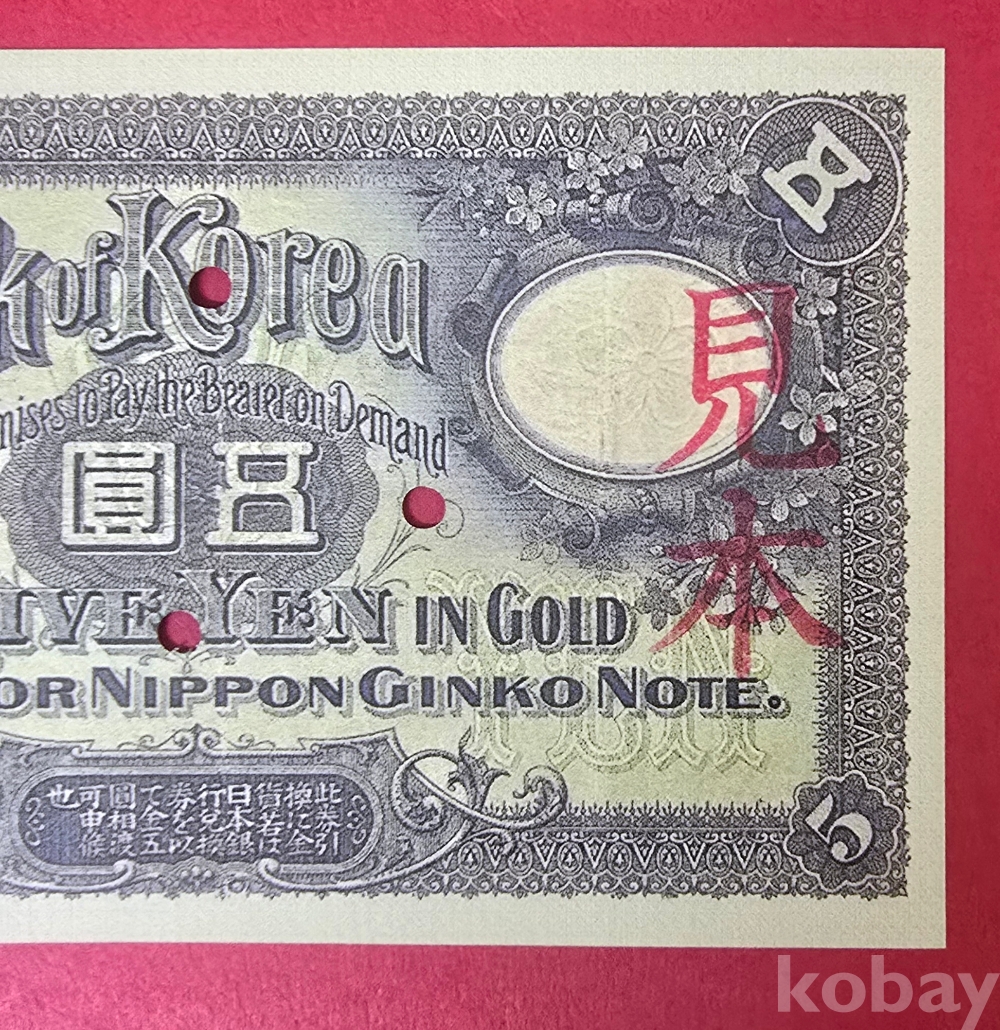 五
k of Korea
mises to Pay the Bearer on Demand
圓五
IVE YEN IN GOLD
OR NIPPON GINKO NOTE.
YEN
見本
此券引
換に金
貨若は
日本銀
行兌換
券を以
て金五
圓相渡
可申候
也
5
kobay